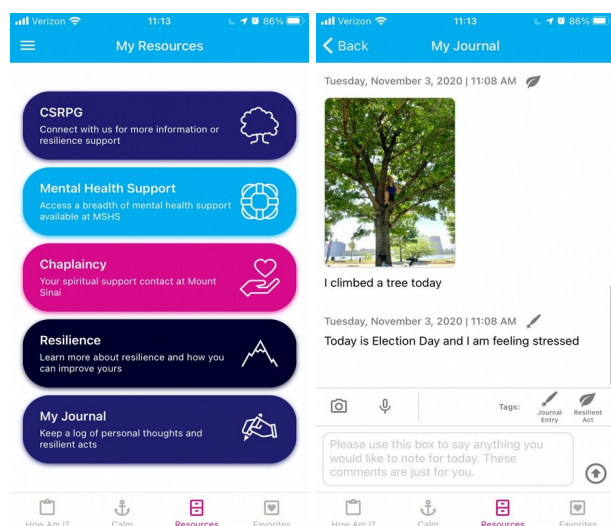 Verizon 11:13 86%
My Resources
CSRPG
Connect with us for more information or
resilience support
Mental Health Support
Access a breadth of mental health support
available at MSHS
Chaplaincy
Your spiritual support contact at Mount
Sinai
Resilience
Learn more about resilience and how you
can improve yours
My Journal
Keep a log of personal thoughts and
resilient acts
How Am I? Calm Resources Favorites
Verizon 11:13 86%
Back My Journal
Tuesday, November 3, 2020 | 11:08 AM
I climbed a tree today
Tuesday, November 3, 2020 | 11:08 AM
Today is Election Day and I am feeling stressed
Tags: Journal Entry Resilient Act
Please use this box to say anything you
would like to note for today. These
comments are just for you.
How Am I? Calm Resources Favorites